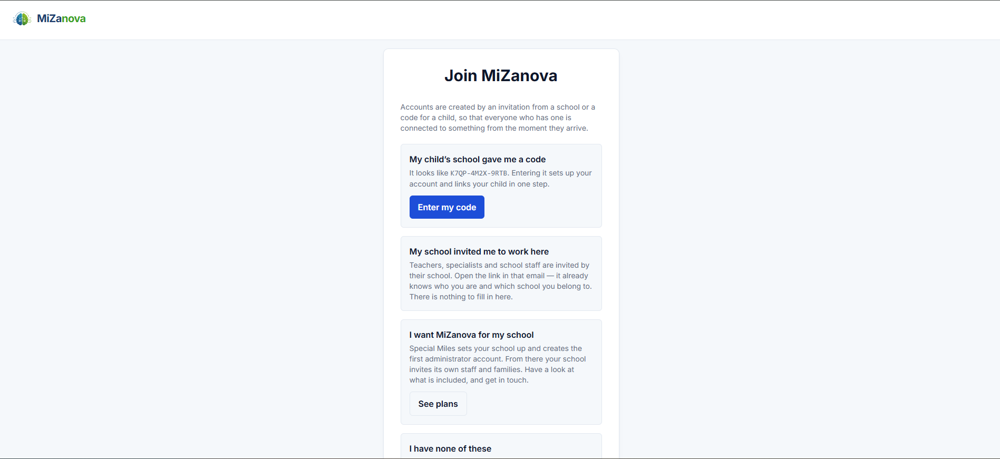 MiZanova
Join MiZanova
Accounts are created by an invitation from a school or a
code for a child, so that everyone who has one is
connected to something from the moment they arrive.
My child’s school gave me a code
It looks like K7QP-4M2X-9RTB. Entering it sets up your
account and links your child in one step.
Enter my code
My school invited me to work here
Teachers, specialists and school staff are invited by
their school. Open the link in that email — it already
knows who you are and which school you belong to.
There is nothing to fill in here.
I want MiZanova for my school
Special Miles sets your school up and creates the
first administrator account. From there your school
invites its own staff and families. Have a look at
what is included, and get in touch.
See plans
I have none of these